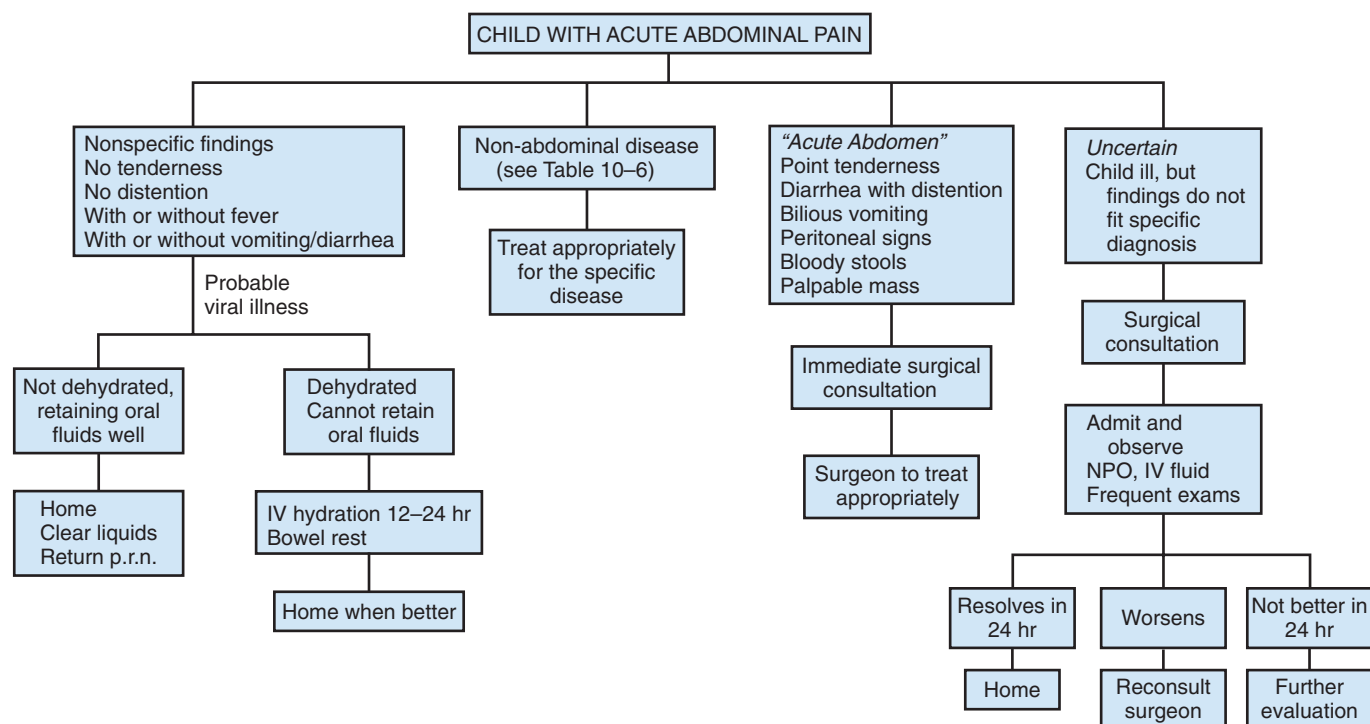 CHILD WITH ACUTE ABDOMINAL PAIN
Nonspecific findings
No tenderness
No distention
With or without fever
With or without vomiting/diarrhea
Probable
viral illness
Not dehydrated,
retaining oral
fluids well
Home
Clear liquids
Return p.r.n.
Dehydrated
Cannot retain
oral fluids
IV hydration 12–24 hr
Bowel rest
Home when better
Non-abdominal disease
(see Table 10–6)
Treat appropriately
for the specific
disease
“Acute Abdomen”
Point tenderness
Diarrhea with distention
Bilious vomiting
Peritoneal signs
Bloody stools
Palpable mass
Immediate surgical
consultation
Surgeon to treat
appropriately
Uncertain
Child ill, but
findings do not
fit specific
diagnosis
Surgical
consultation
Admit and
observe
NPO, IV fluid
Frequent exams
Resolves in
24 hr
Home
Worsens
Reconsult
surgeon
Not better in
24 hr
Further
evaluation